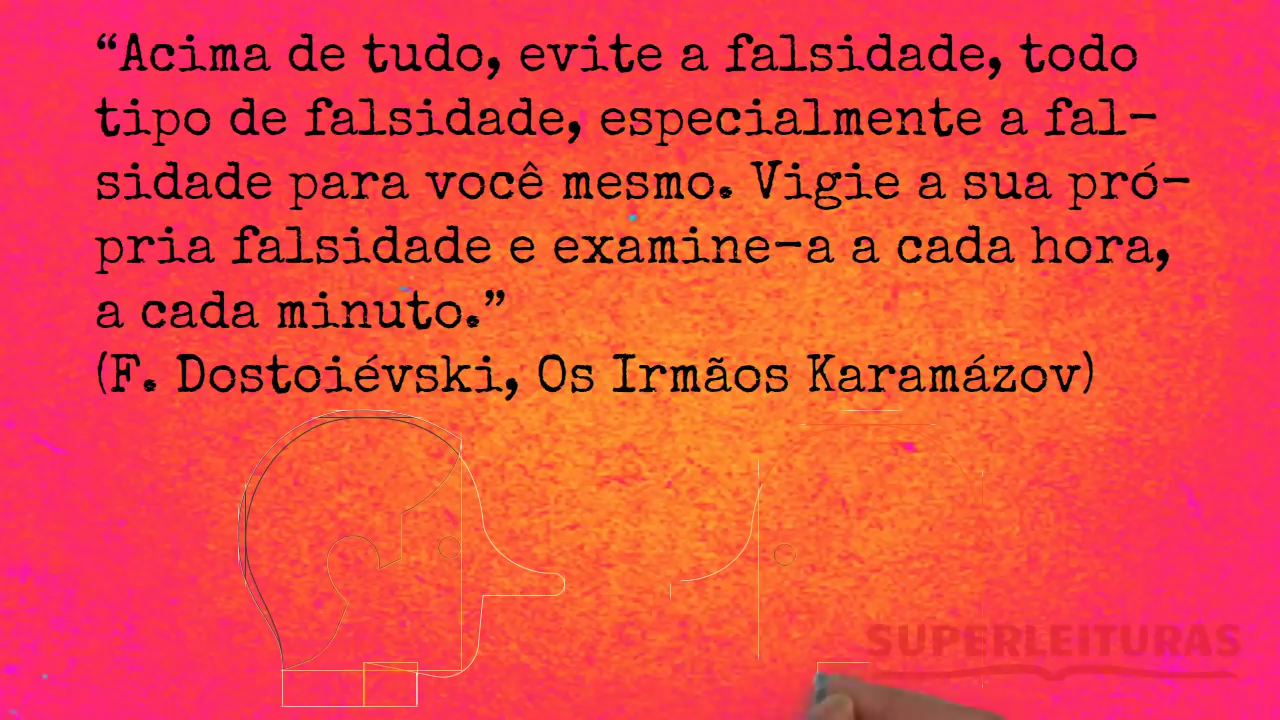 “Acima de tudo, evite a falsidade, todo
tipo de falsidade, especialmente a fal-
sidade para você mesmo. Vigie a sua pró-
pria falsidade e examine-a a cada hora,
a cada minuto.”
(F. Dostoiévski, Os Irmãos Karamázov)
SUPERLEITURAS